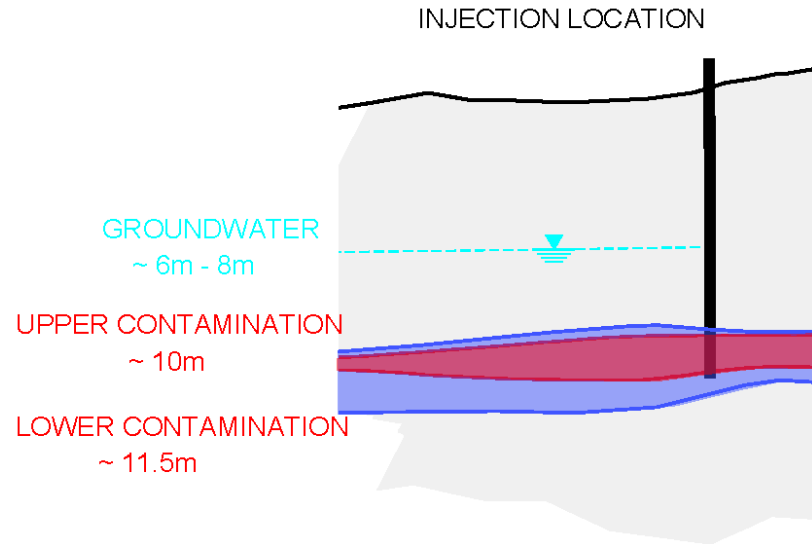 INJECTION LOCATION
GROUNDWATER
~ 6m - 8m
UPPER CONTAMINATION
~ 10m
LOWER CONTAMINATION
~ 11.5m